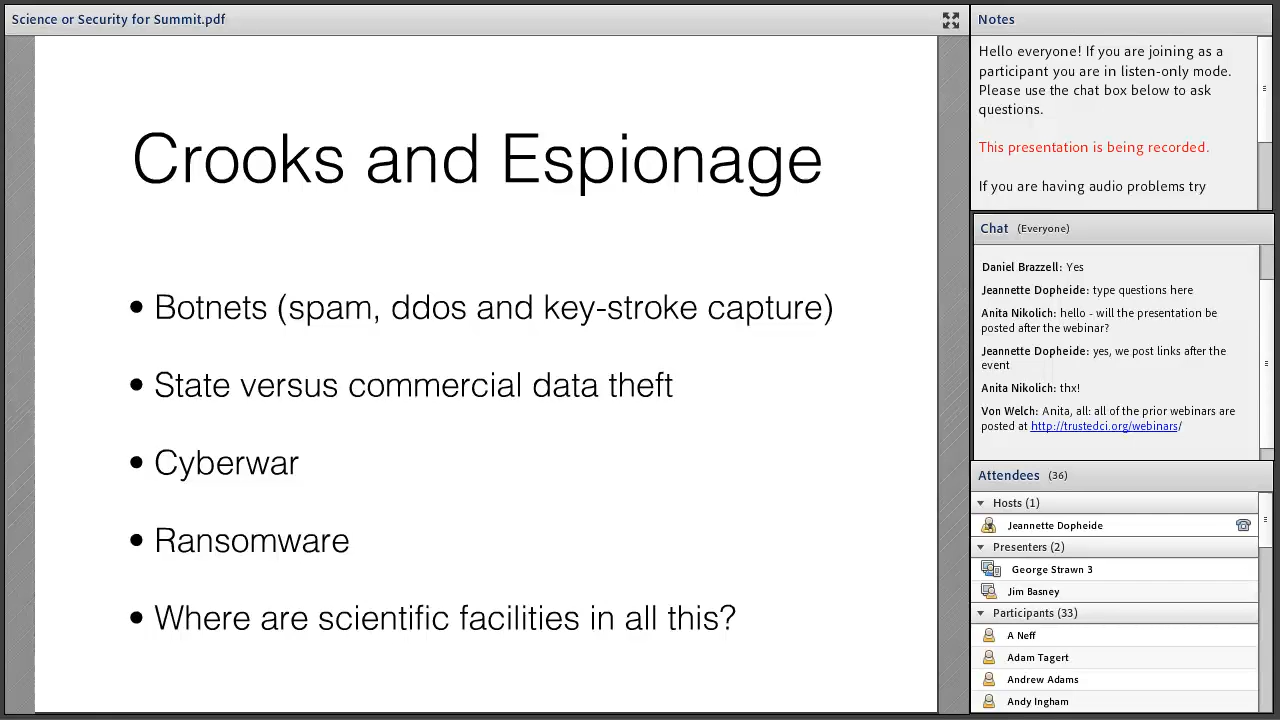 Science or Security for Summit.pdf
Crooks and Espionage
• Botnets (spam, ddos and key-stroke capture)
• State versus commercial data theft
• Cyberwar
• Ransomware
• Where are scientific facilities in all this?
Notes
Hello everyone! If you are joining as a
participant you are in listen-only mode.
Please use the chat box below to ask
questions.
This presentation is being recorded.
If you are having audio problems try
Chat (Everyone)
Daniel Brazzell: Yes
Jeannette Dopheide: type questions here
Anita Nikolich: hello - will the presentation be
posted after the webinar?
Jeannette Dopheide: yes, we post links after the
event
Anita Nikolich: thx!
Von Welch: Anita, all: all of the prior webinars are
posted at http://trustedci.org/webinars/
Attendees (36)
Hosts (1)
Jeannette Dopheide
Presenters (2)
George Strawn 3
Jim Basney
Participants (33)
A Neff
Adam Tagert
Andrew Adams
Andy Ingham